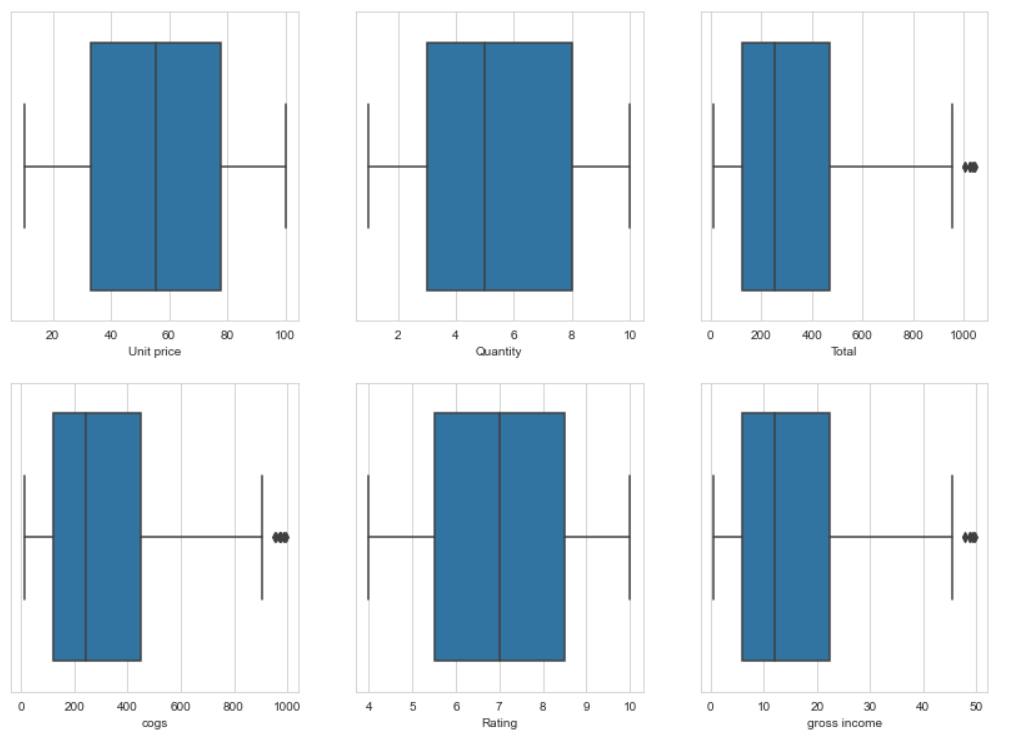 20 40 60 80 100
Unit price
2 4 6 8 10
Quantity
0 200 400 600 800 1000
Total
0 200 400 600 800 1000
cogs
4 5 6 7 8 9 10
Rating
0 10 20 30 40 50
gross income